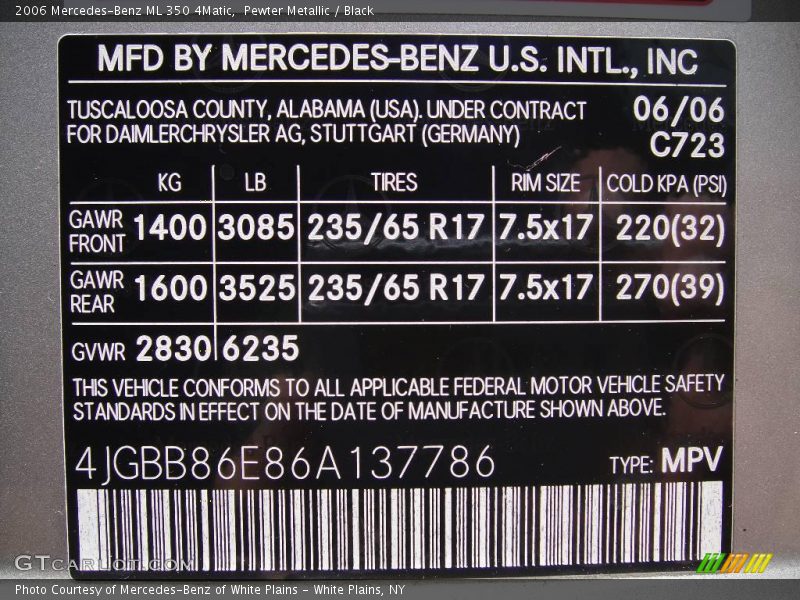 2006 Mercedes-Benz ML 350 4Matic, Pewter Metallic / Black
MFD BY MERCEDES-BENZ U.S. INTL., INC
TUSCALOOSA COUNTY, ALABAMA (USA). UNDER CONTRACT 06/06
FOR DAIMLERCHRYSLER AG, STUTTGART (GERMANY) C723
KG LB TIRES RIM SIZE COLD KPA (PSI)
GAWR FRONT 1400 3085 235/65 R17 7.5x17 220(32)
GAWR REAR 1600 3525 235/65 R17 7.5x17 270(39)
GVWR 2830 6235
THIS VEHICLE CONFORMS TO ALL APPLICABLE FEDERAL MOTOR VEHICLE SAFETY
STANDARDS IN EFFECT ON THE DATE OF MANUFACTURE SHOWN ABOVE.
4JGBB86E86A137786 TYPE: MPV
GTCARLOT.COM
Photo Courtesy of Mercedes-Benz of White Plains - White Plains, NY